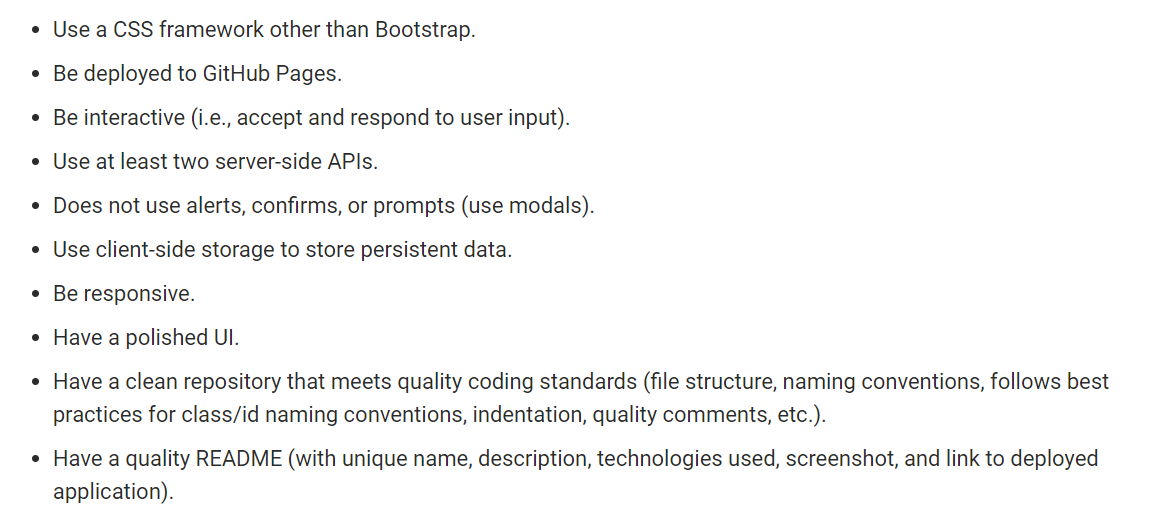 • Use a CSS framework other than Bootstrap.
• Be deployed to GitHub Pages.
• Be interactive (i.e., accept and respond to user input).
• Use at least two server-side APIs.
• Does not use alerts, confirms, or prompts (use modals).
• Use client-side storage to store persistent data.
• Be responsive.
• Have a polished UI.
• Have a clean repository that meets quality coding standards (file structure, naming conventions, follows best
practices for class/id naming conventions, indentation, quality comments, etc.).
• Have a quality README (with unique name, description, technologies used, screenshot, and link to deployed
application).